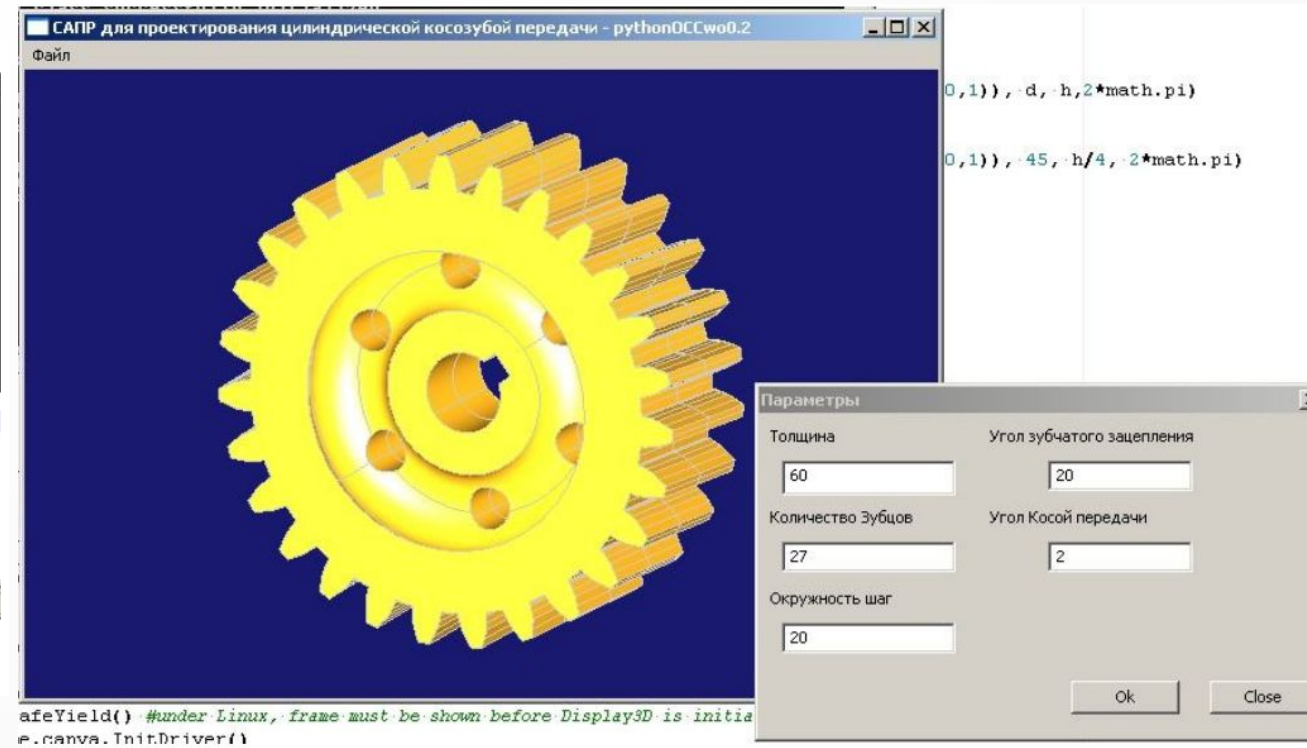 САПР для проектирования цилиндрической косозубой передачи - pythonOCCwo0.2
Файл
0,1)), d, h,2*math.pi)
0,1)), 45, h/4, 2*math.pi)
Параметры
Толщина
Угол зубчатого зацепления
60
20
Количество Зубцов
Угол Косой передачи
27
2
Окружность шаг
20
Ok
Close
afeYield() #under Linux, frame must be shown before Display3D is initia
e.canva.InitDriver()